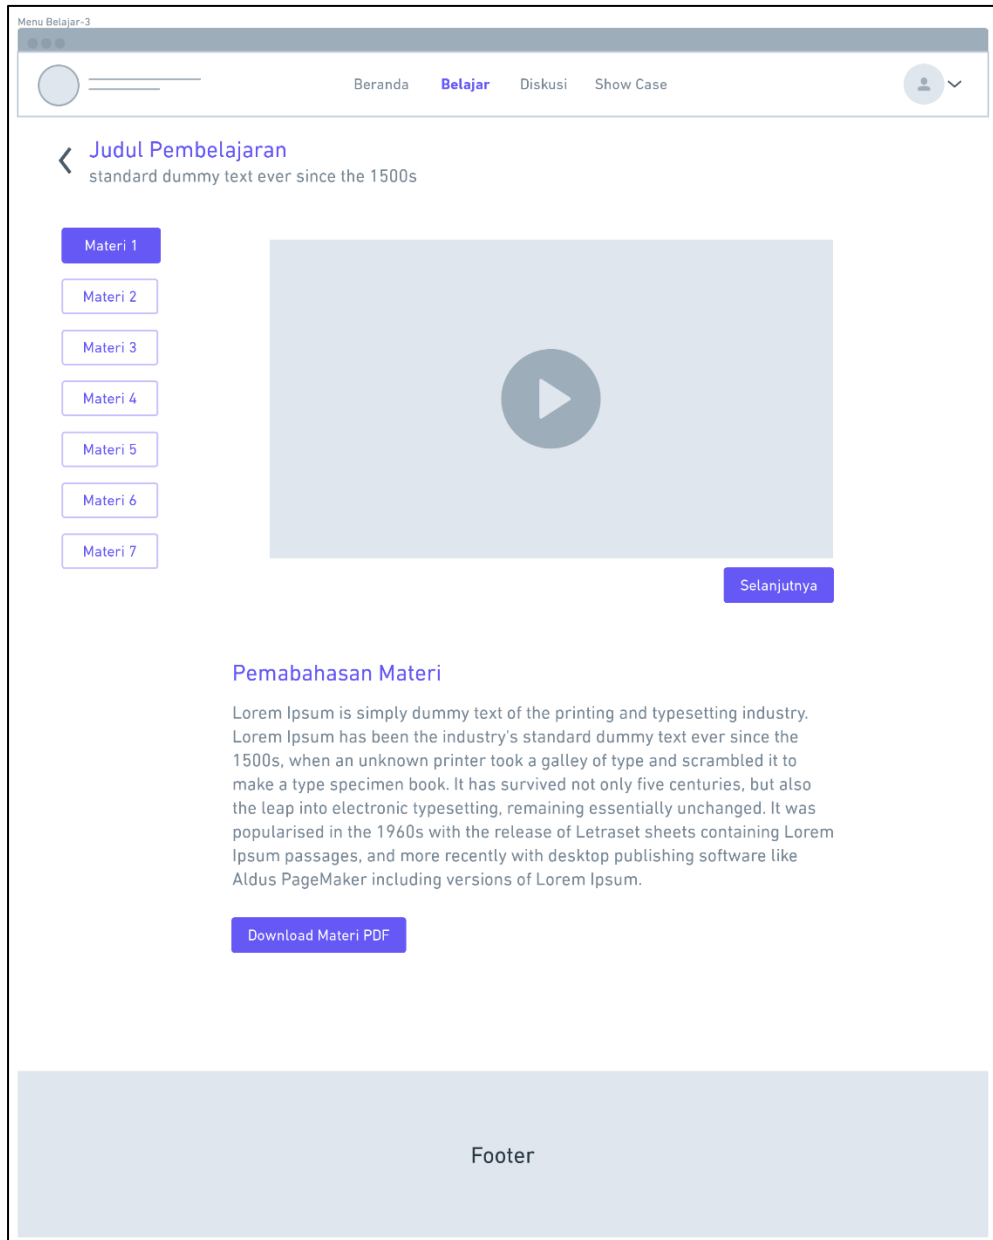 Menu Belajar-3
Beranda Belajar Diskusi Show Case
Judul Pembelajaran
standard dummy text ever since the 1500s
Materi 1
Materi 2
Materi 3
Materi 4
Materi 5
Materi 6
Materi 7
Selanjutnya
Pemabahasan Materi
Lorem Ipsum is simply dummy text of the printing and typesetting industry.
Lorem Ipsum has been the industry's standard dummy text ever since the
1500s, when an unknown printer took a galley of type and scrambled it to
make a type specimen book. It has survived not only five centuries, but also
the leap into electronic typesetting, remaining essentially unchanged. It was
popularised in the 1960s with the release of Letraset sheets containing Lorem
Ipsum passages, and more recently with desktop publishing software like
Aldus PageMaker including versions of Lorem Ipsum.
Download Materi PDF
Footer